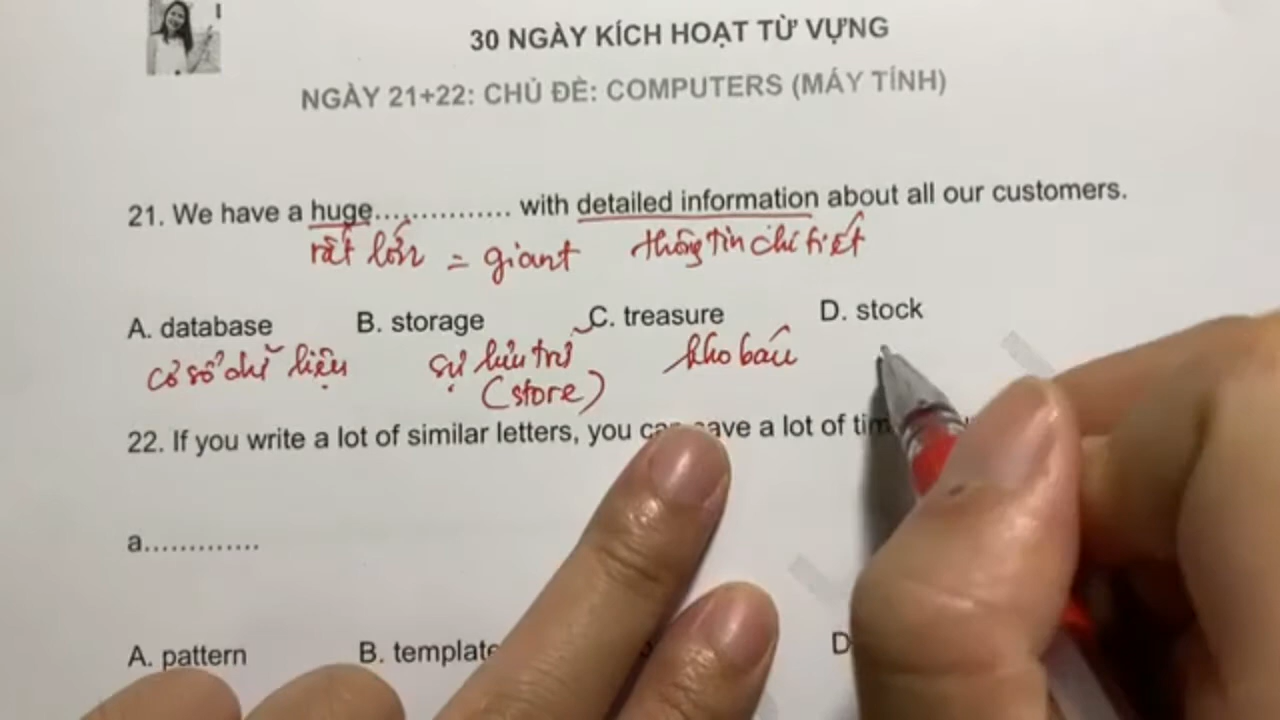 30 NGÀY KÍCH HOẠT TỪ VỰNG
NGÀY 21+22: CHỦ ĐỀ: COMPUTERS (MÁY TÍNH)
21. We have a huge............... with detailed information about all our customers.
rất lớn = giant thông tin chi tiết
A. database B. storage C. treasure D. stock
cơ sở dữ liệu sự lưu trữ kho báu
(store)
22. If you write a lot of similar letters, you can save a lot of
a.............
A. pattern B. template D